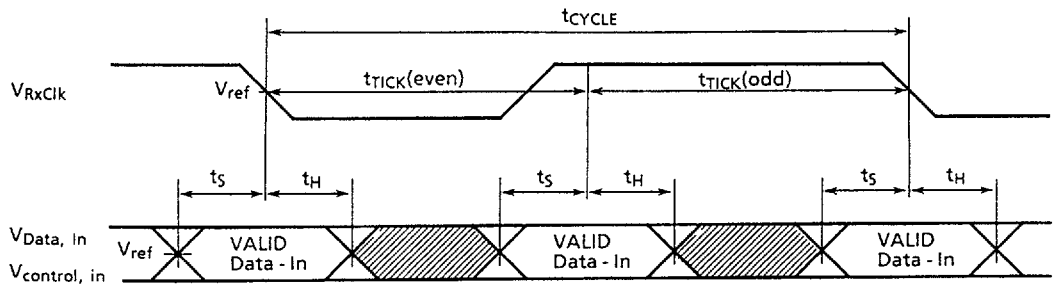 tCYCLE
VRxClk
Vref
tTICK(even)
tTICK(odd)
tS
tH
tS
tH
tS
tH
VData, In
Vcontrol, in
Vref
VALID
Data - In
VALID
Data - In
VALID
Data - In